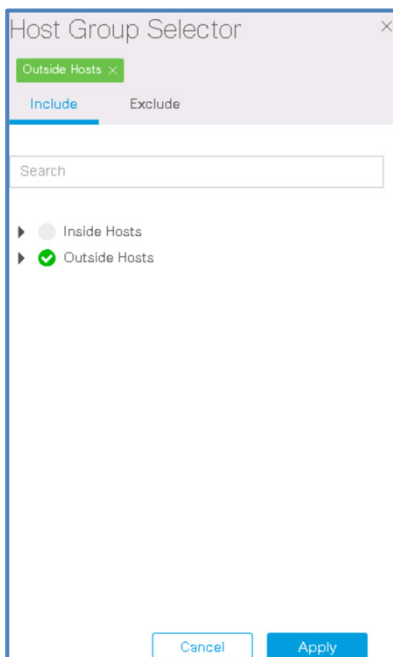 Host Group Selector ×
Outside Hosts ×
Include Exclude
Search
Inside Hosts
Outside Hosts
Cancel Apply